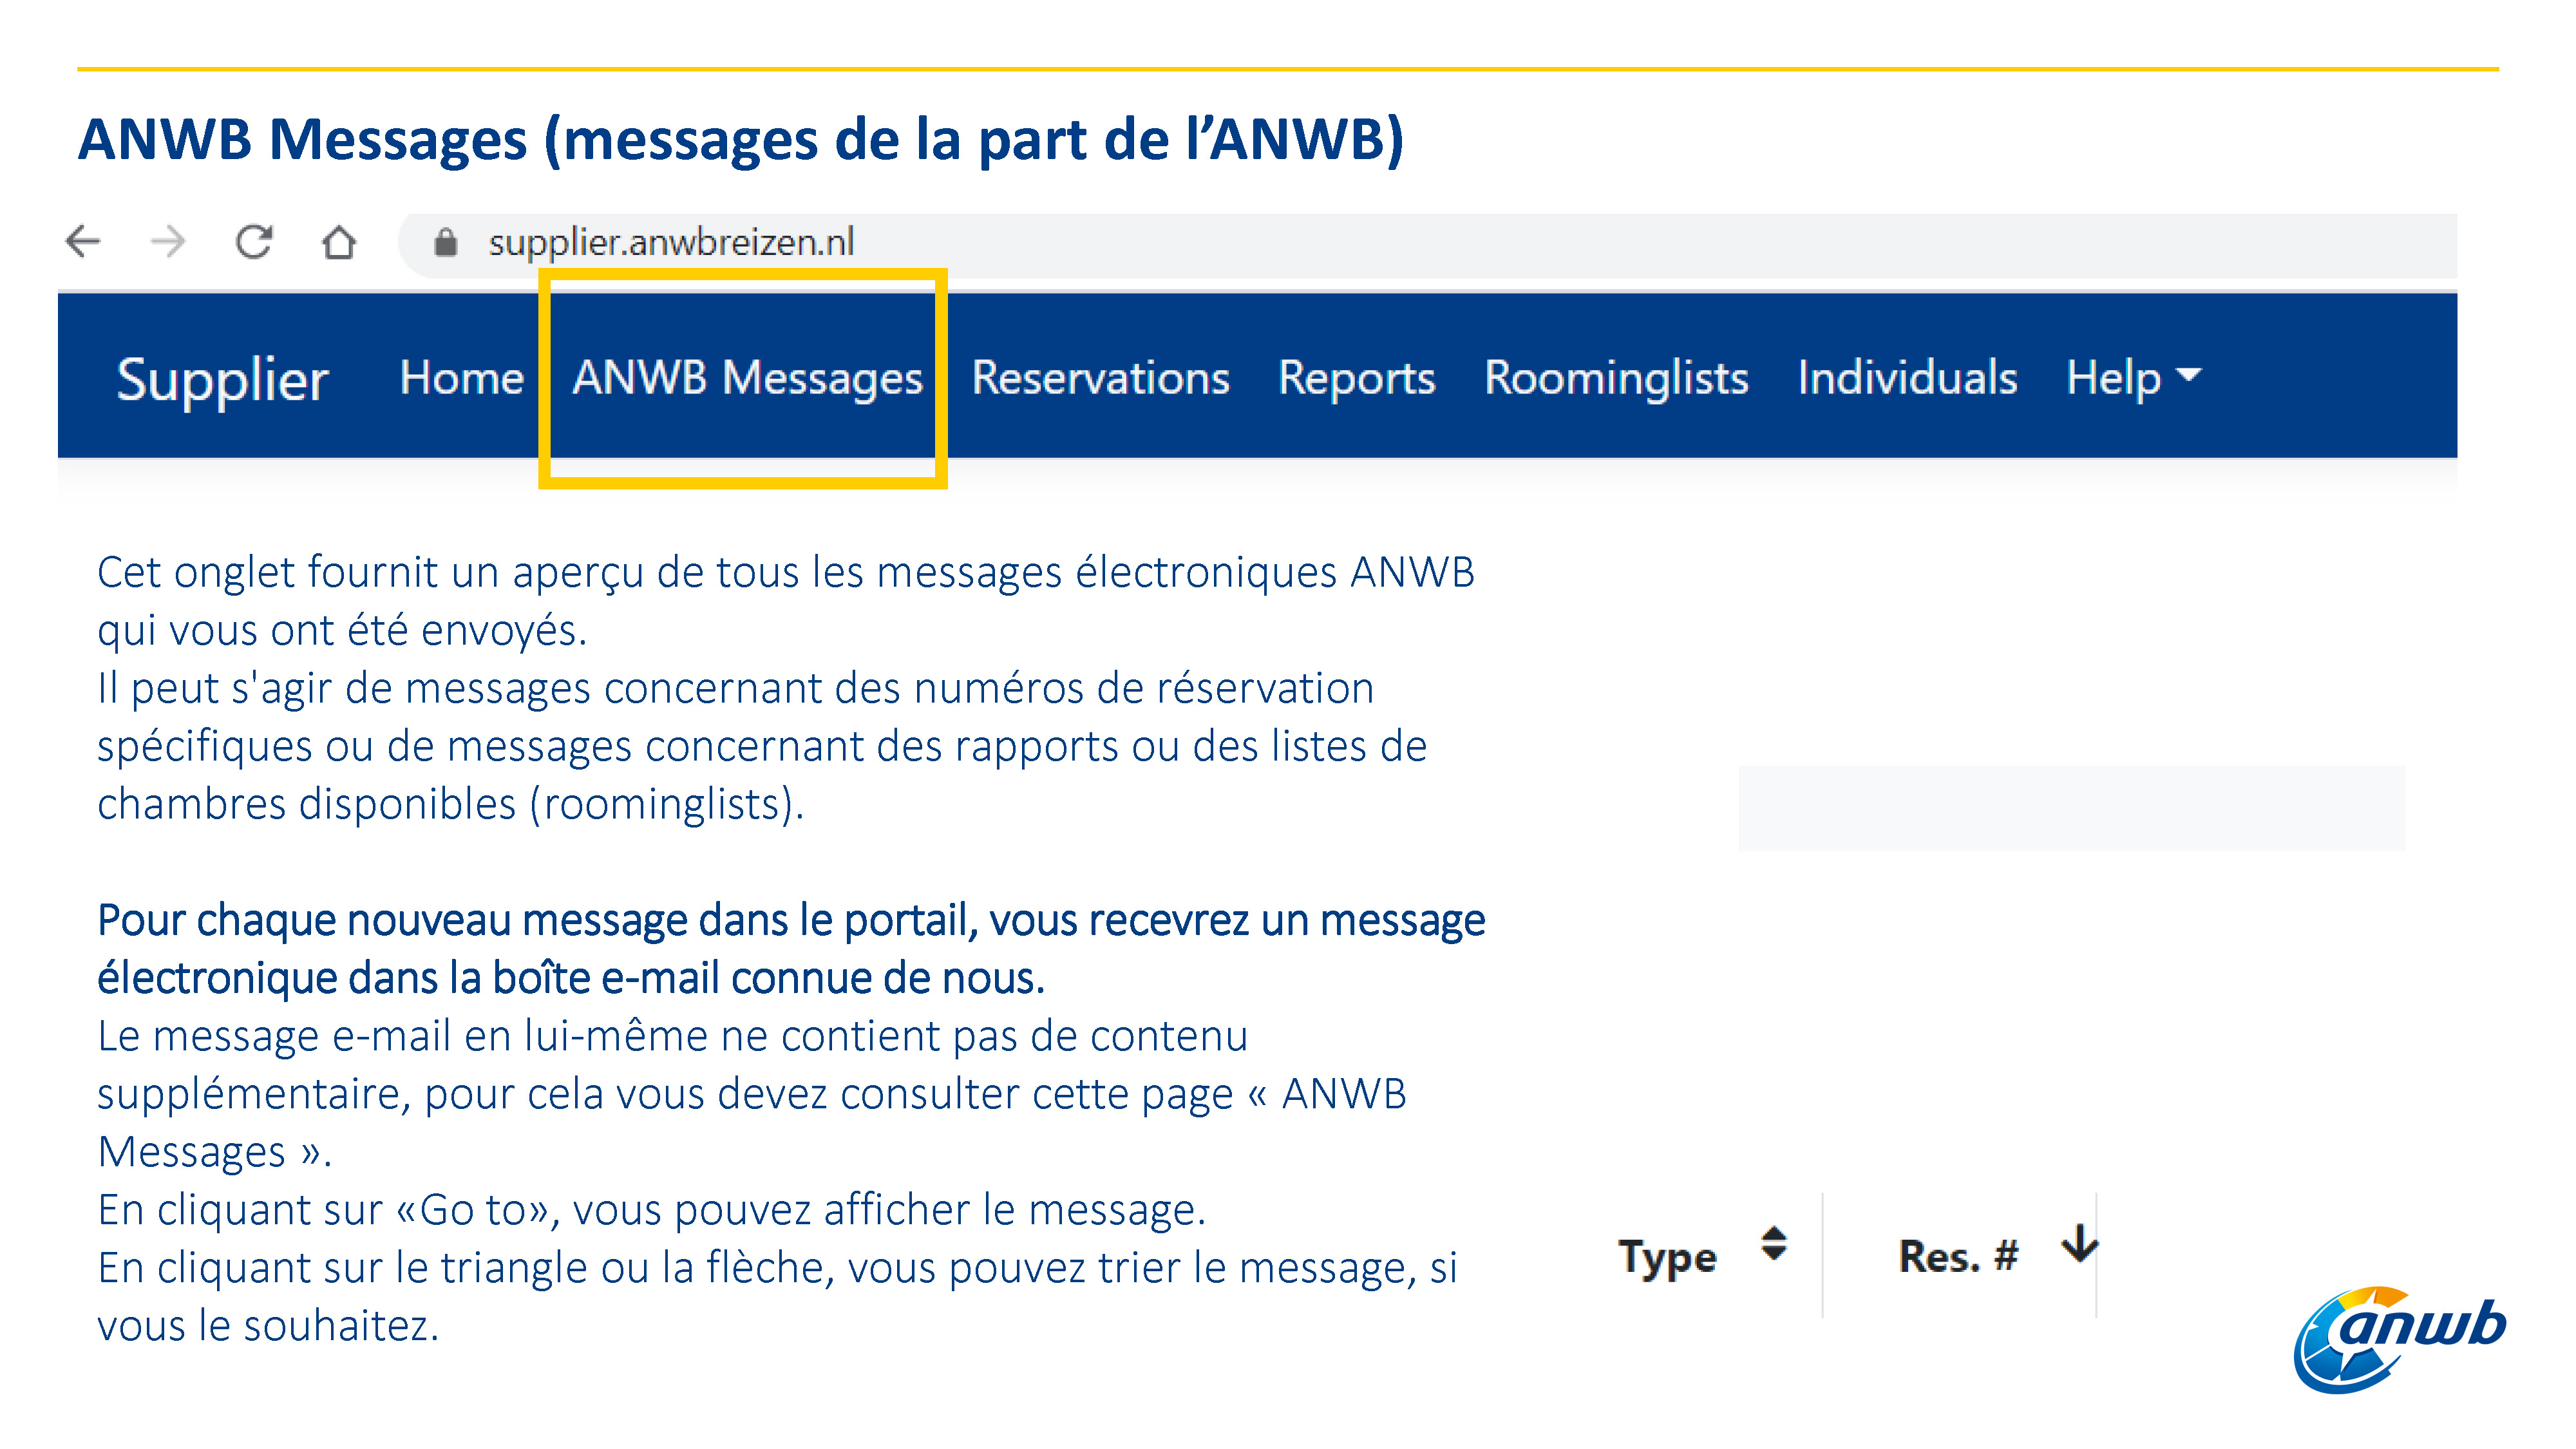 ANWB Messages (messages de la part de l’ANWB)
supplier.anwbreizen.nl
Supplier Home ANWB Messages Reservations Reports Roominglists Individuals Help
Cet onglet fournit un aperçu de tous les messages électroniques ANWB
qui vous ont été envoyés.
Il peut s'agir de messages concernant des numéros de réservation
spécifiques ou de messages concernant des rapports ou des listes de
chambres disponibles (roominglists).
Pour chaque nouveau message dans le portail, vous recevrez un message
électronique dans la boîte e-mail connue de nous.
Le message e-mail en lui-même ne contient pas de contenu
supplémentaire, pour cela vous devez consulter cette page « ANWB
Messages ».
En cliquant sur «Go to», vous pouvez afficher le message.
En cliquant sur le triangle ou la flèche, vous pouvez trier le message, si
vous le souhaitez.
Type Res. #
anwb